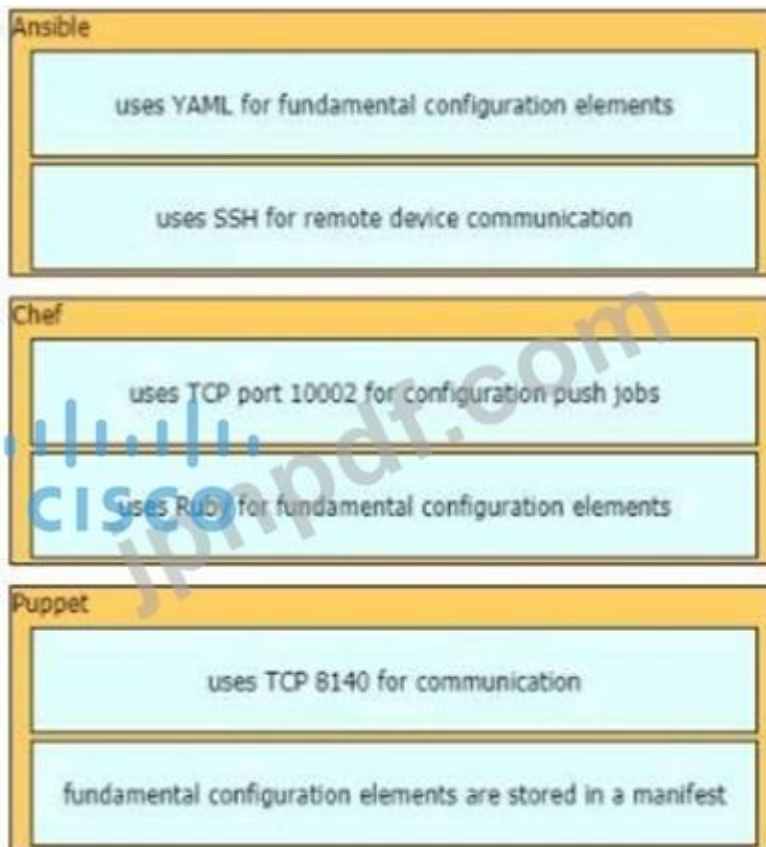 Ansible
uses YAML for fundamental configuration elements
uses SSH for remote device communication
Chef
uses TCP port 10002 for configuration push jobs
CISCO
uses Ruby for fundamental configuration elements
jpnpdf.com
Puppet
uses TCP 8140 for communication
fundamental configuration elements are stored in a manifest